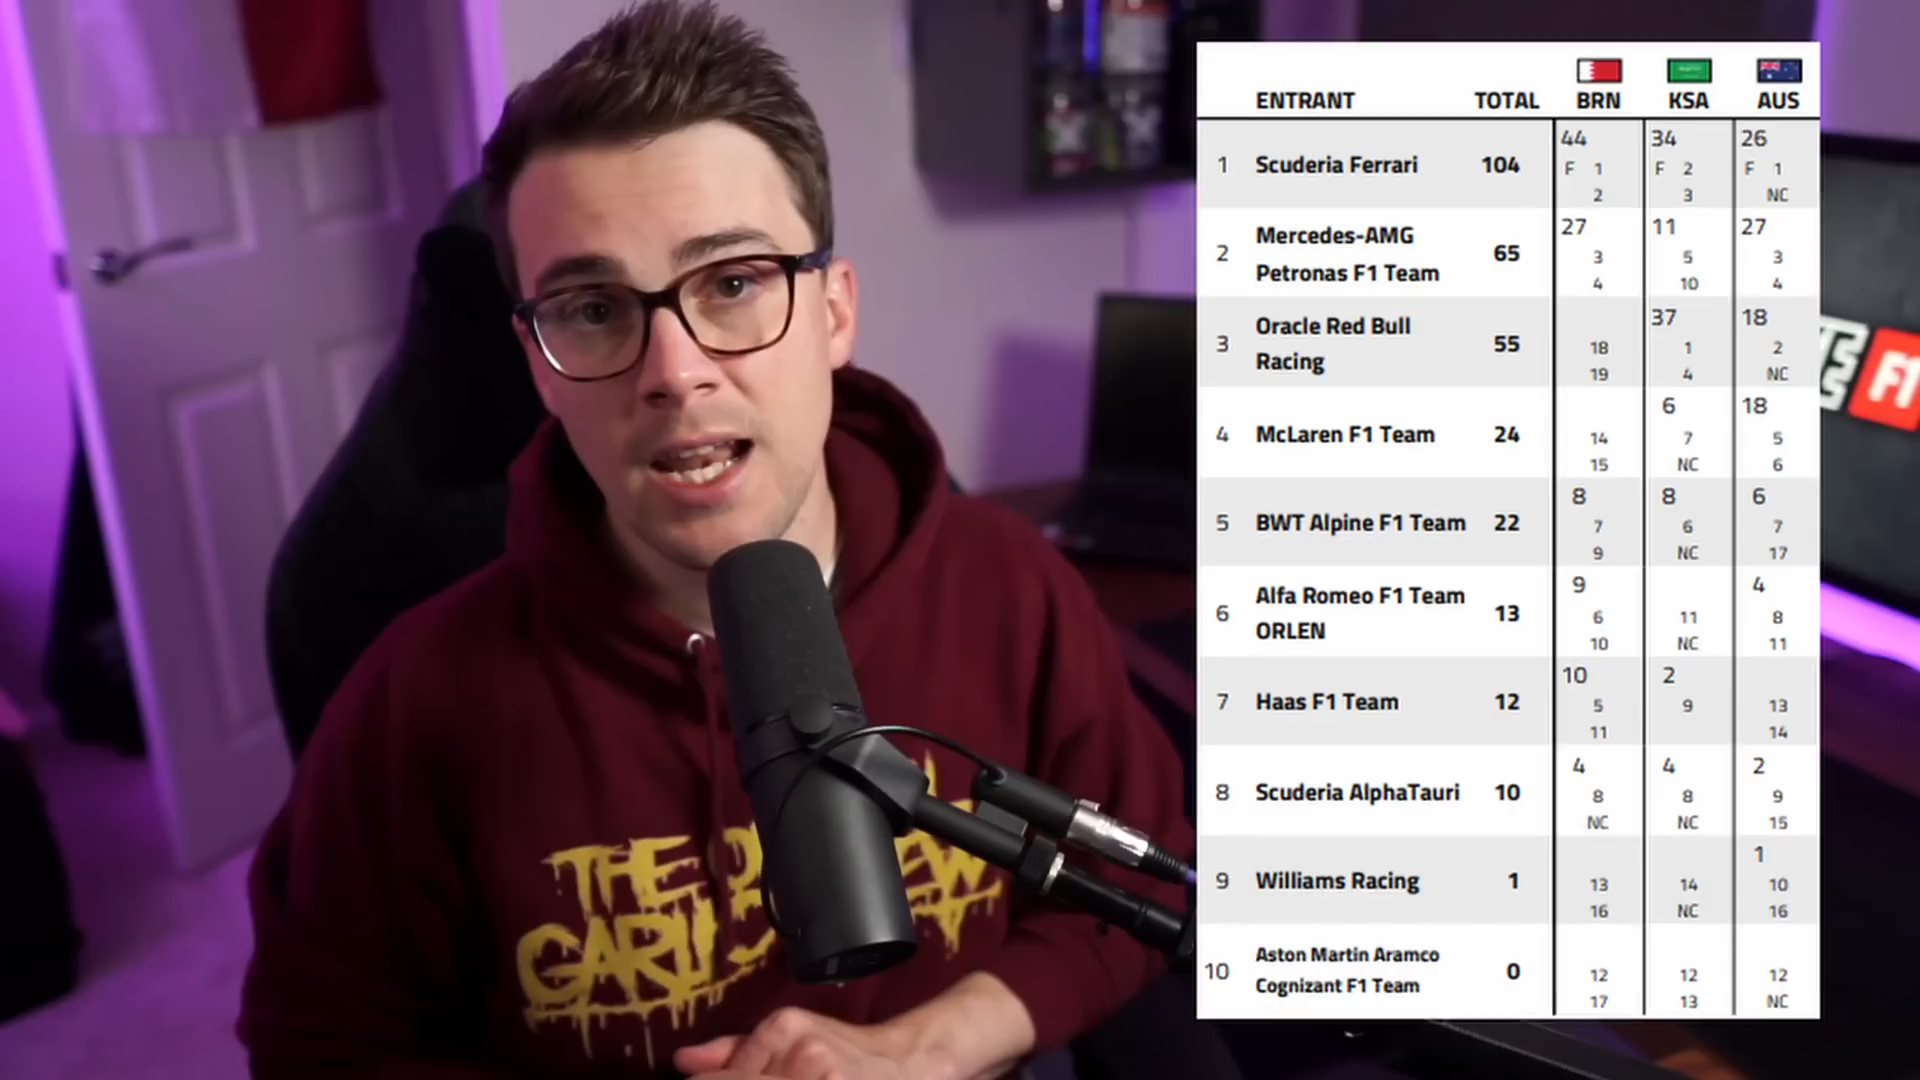 BRN KSA AUS
ENTRANT TOTAL
44 34 26
1 Scuderia Ferrari 104 F 1 F 2 F 1
2 3 NC
27 11 27
Mercedes-AMG
2 65 3 5 3
Petronas F1 Team
4 10 4
37 18
Oracle Red Bull
3 55 18 1 2
Racing
19 4 NC
6 18
4 McLaren F1 Team 24 14 7 5
15 NC 6
8 8 6
5 BWT Alpine F1 Team 22 7 6 7
9 NC 17
9 4
Alfa Romeo F1 Team
6 13 6 11 8
ORLEN
10 NC 11
10 2
7 Haas F1 Team 12 5 9 13
11 14
4 4 2
8 Scuderia AlphaTauri 10 8 8 9
NC NC 15
1
9 Williams Racing 1 13 14 10
16 NC 16
Aston Martin Aramco
10 0 12 12 12
Cognizant F1 Team
17 13 NC
F1
THE